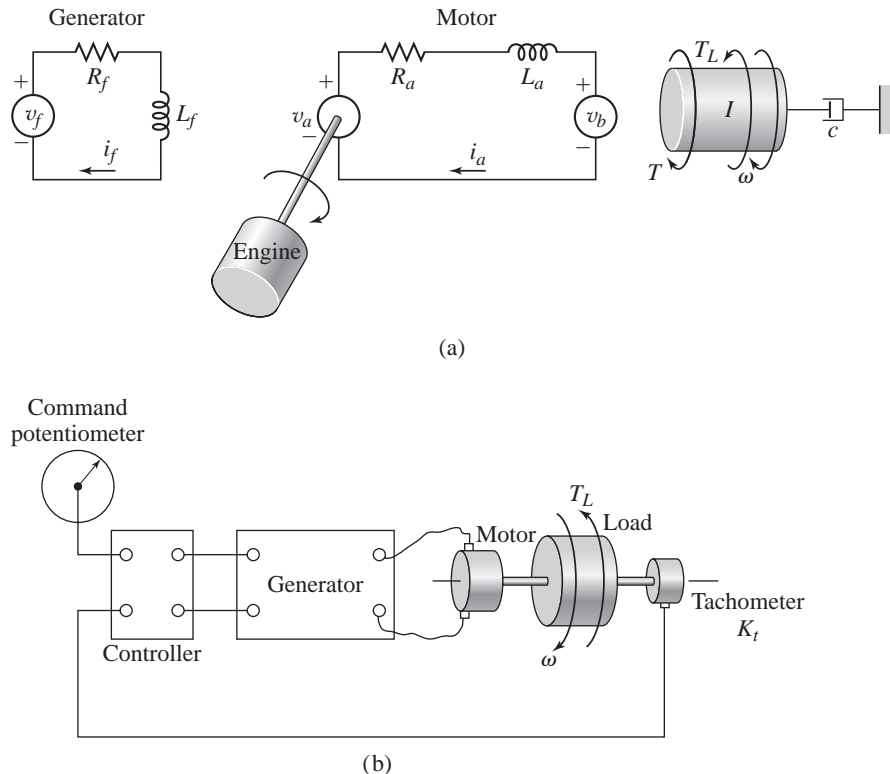 Generator
Motor
+
R_f
v_f
L_f
−
i_f
+
R_a
L_a
+
v_a
v_b
−
−
i_a
Engine
T_L
I
c
T
ω
(a)
Command
potentiometer
Controller
Generator
Motor
T_L
Load
ω
Tachometer
K_t
(b)